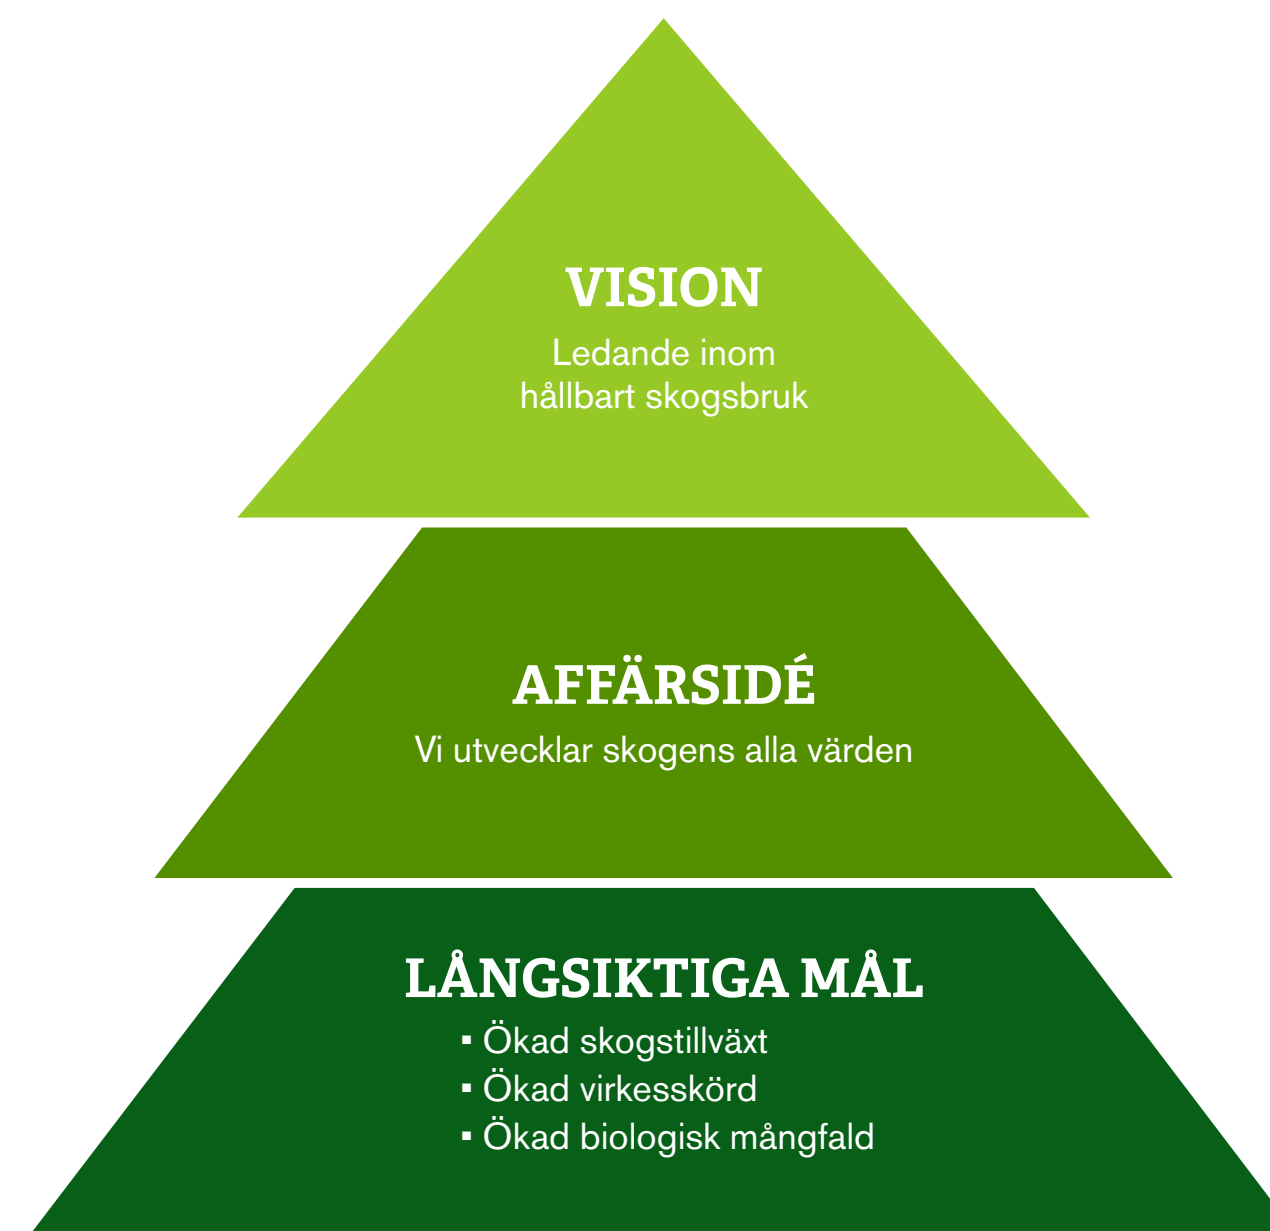 VISION
Ledande inom
hållbart skogsbruk
AFFÄRSIDÉ
Vi utvecklar skogens alla värden
LÅNGSIKTIGA MÅL
▪ Ökad skogstillväxt
▪ Ökad virkesskörd
▪ Ökad biologisk mångfald